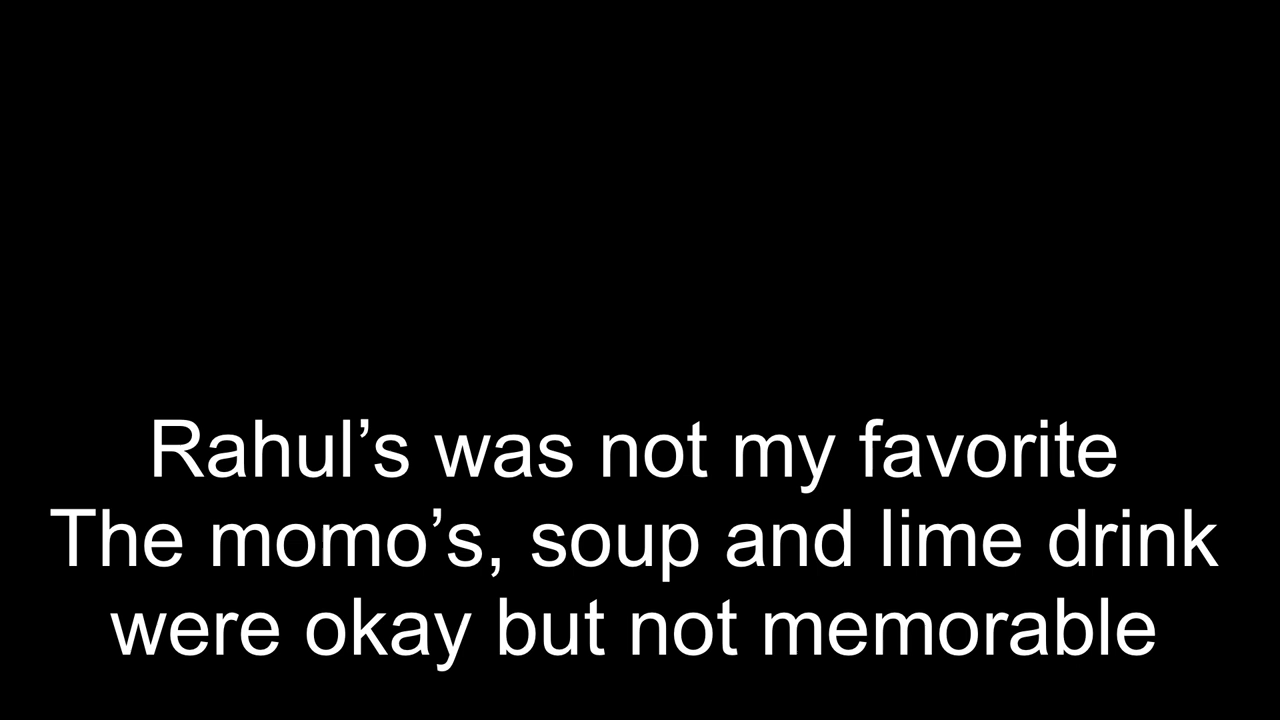 Rahul’s was not my favorite
The momo’s, soup and lime drink
were okay but not memorable